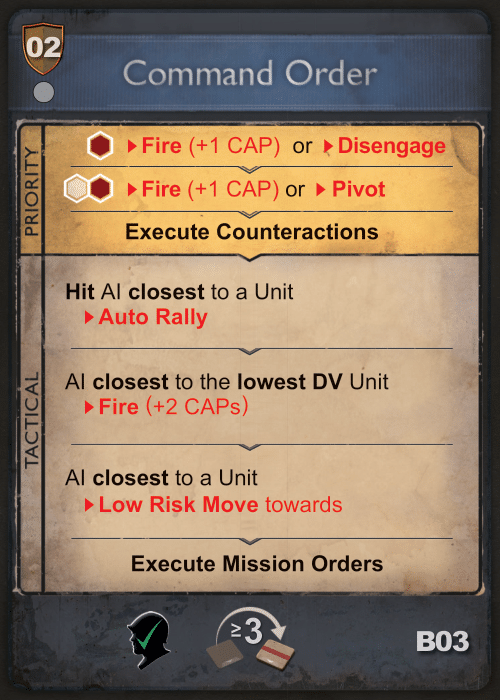 02
Command Order
PRIORITY
▸Fire (+1 CAP) or ▸Disengage
▸Fire (+1 CAP) or ▸Pivot
Execute Counteractions
TACTICAL
Hit AI closest to a Unit
▸Auto Rally
AI closest to the lowest DV Unit
▸Fire (+2 CAPs)
AI closest to a Unit
▸Low Risk Move towards
Execute Mission Orders
≥3
B03